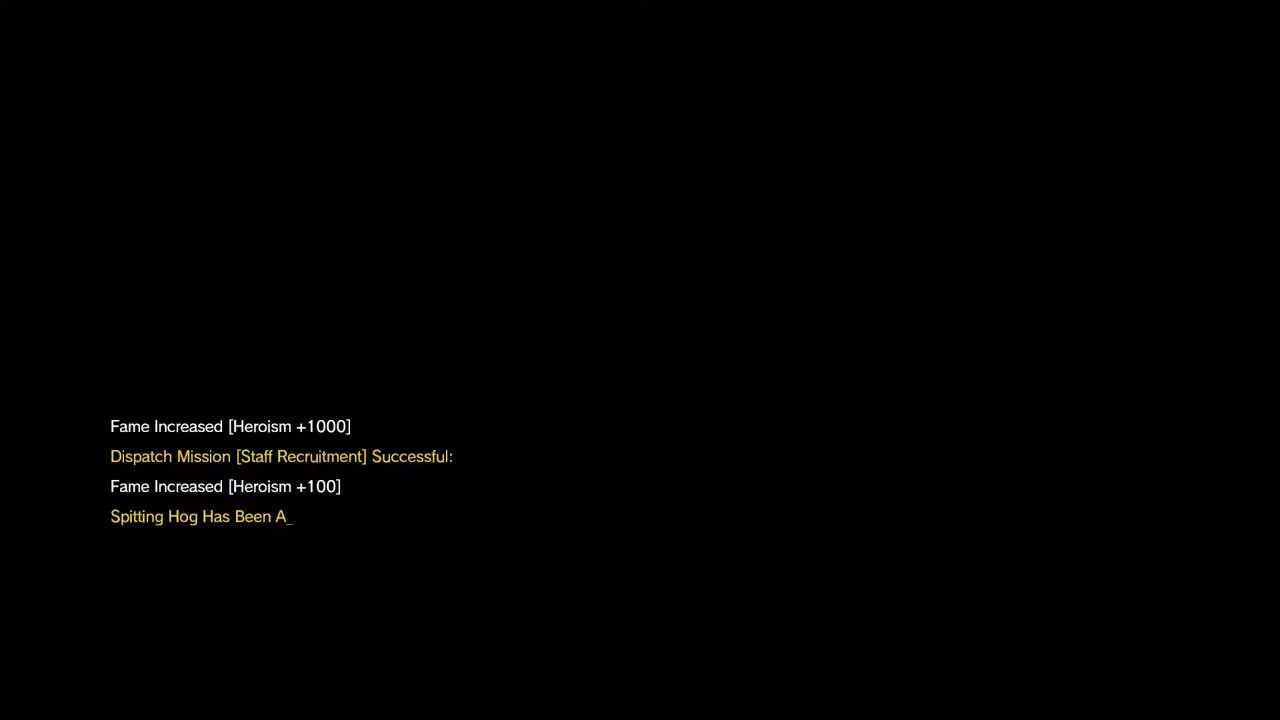 Fame Increased [Heroism +1000]
Dispatch Mission [Staff Recruitment] Successful:
Fame Increased [Heroism +100]
Spitting Hog Has Been A_